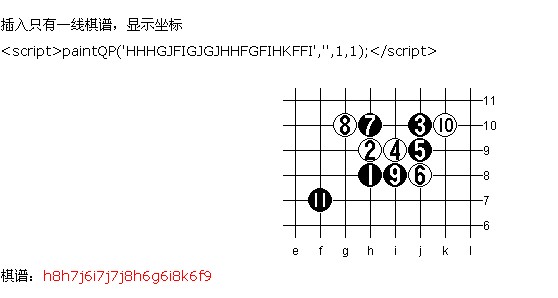 插入只有一线棋谱，显示坐标
<script>paintQP('HHHGJFIGJGJHHFGFIHKFFI','',1,1);</script>
11
8 7 3 10 10
2 4 5 9
1 9 6 8
11 7
6
e f g h i j k l
棋谱：h8h7j6i7j7j8h6g6i8k6f9